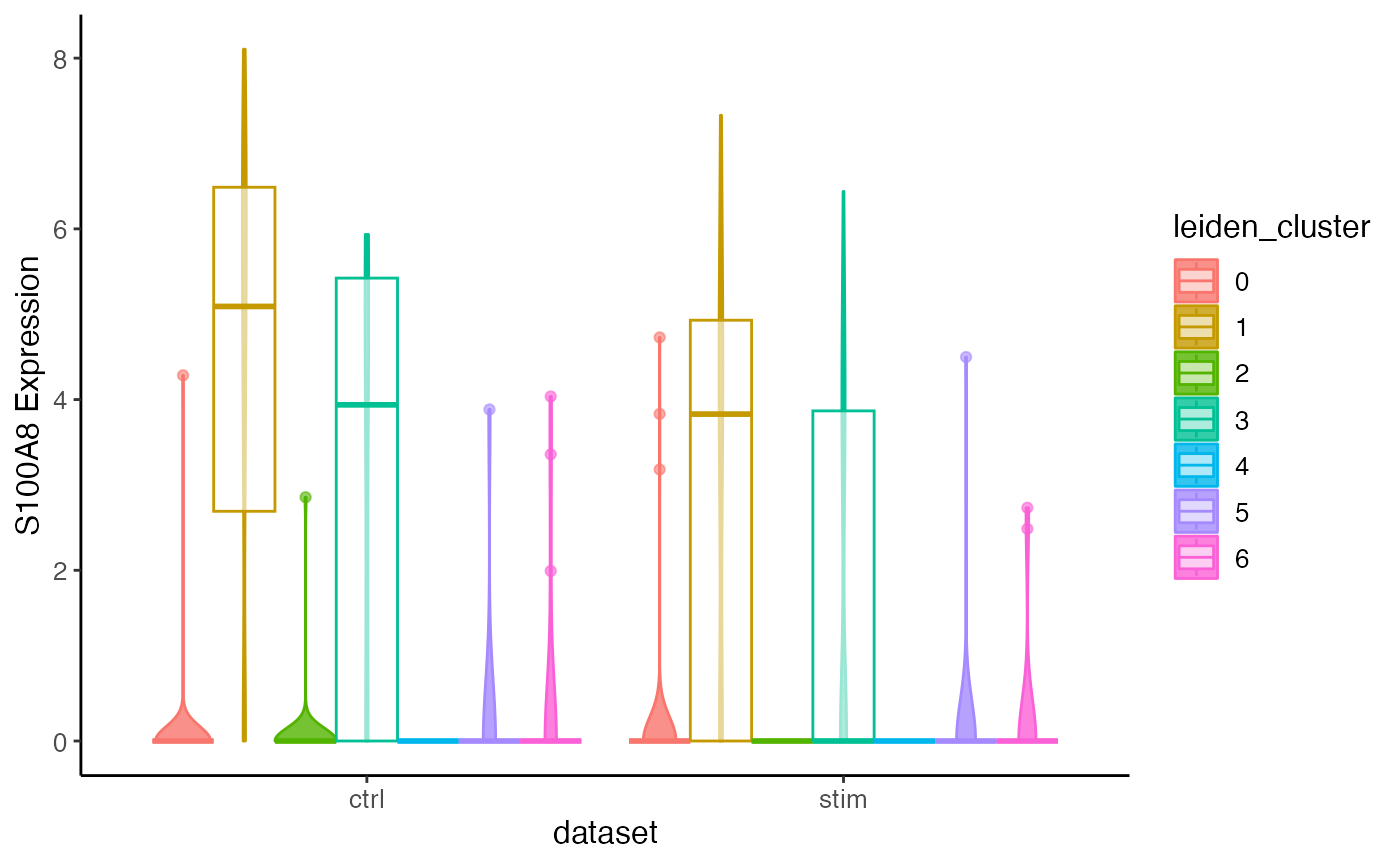 S100A8 Expression
8
6
4
2
0
ctrl
stim
dataset
leiden_cluster
0
1
2
3
4
5
6